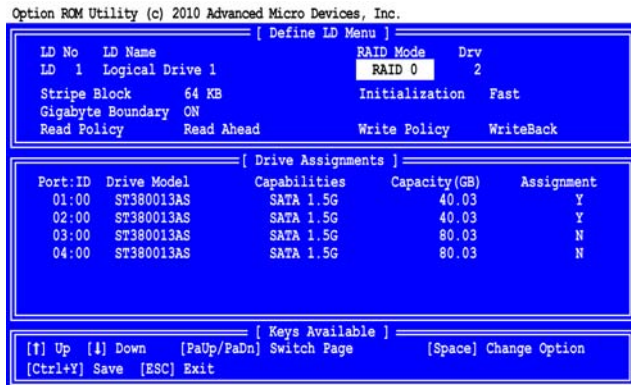 Option ROM Utility (c) 2010 Advanced Micro Devices, Inc.
[ Define LD Menu ]
LD No LD Name RAID Mode Drv
LD 1 Logical Drive 1 RAID 0 2
Stripe Block 64 KB Initialization Fast
Gigabyte Boundary ON
Read Policy Read Ahead Write Policy WriteBack
[ Drive Assignments ]
Port:ID Drive Model Capabilities Capacity(GB) Assignment
01:00 ST380013AS SATA 1.5G 40.03 Y
02:00 ST380013AS SATA 1.5G 40.03 Y
03:00 ST380013AS SATA 1.5G 80.03 N
04:00 ST380013AS SATA 1.5G 80.03 N
[ Keys Available ]
[↑] Up [↓] Down [PaUp/PaDn] Switch Page [Space] Change Option
[Ctrl+Y] Save [ESC] Exit